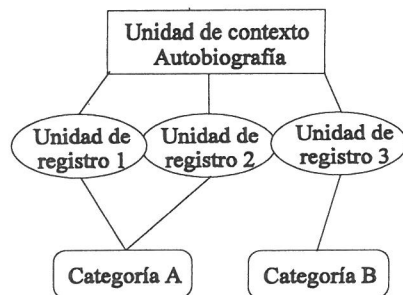 Unidad de contexto
Autobiografía
Unidad de
registro 1
Unidad de
registro 2
Unidad de
registro 3
Categoría A
Categoría B